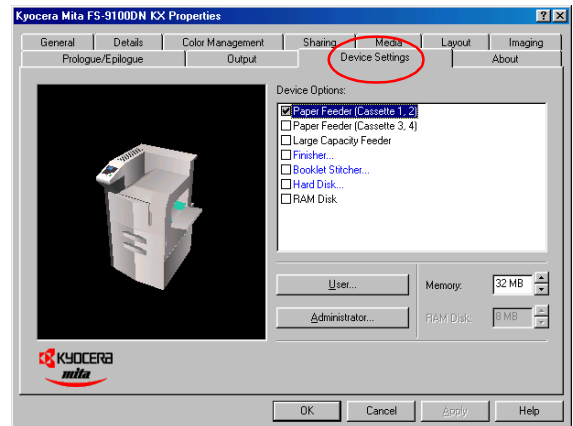 Kyocera Mita FS-9100DN KX Properties
General Details Color Management Sharing Media Layout Imaging
Prologue/Epilogue Output Device Settings About
Device Options:
Paper Feeder (Cassette 1, 2)
Paper Feeder (Cassette 3, 4)
Large Capacity Feeder
Finisher...
Booklet Stitcher...
Hard Disk...
RAM Disk
User... Memory: 32 MB
Administrator... RAM Disk: 8 MB
KYOCERA
mita
OK Cancel Apply Help